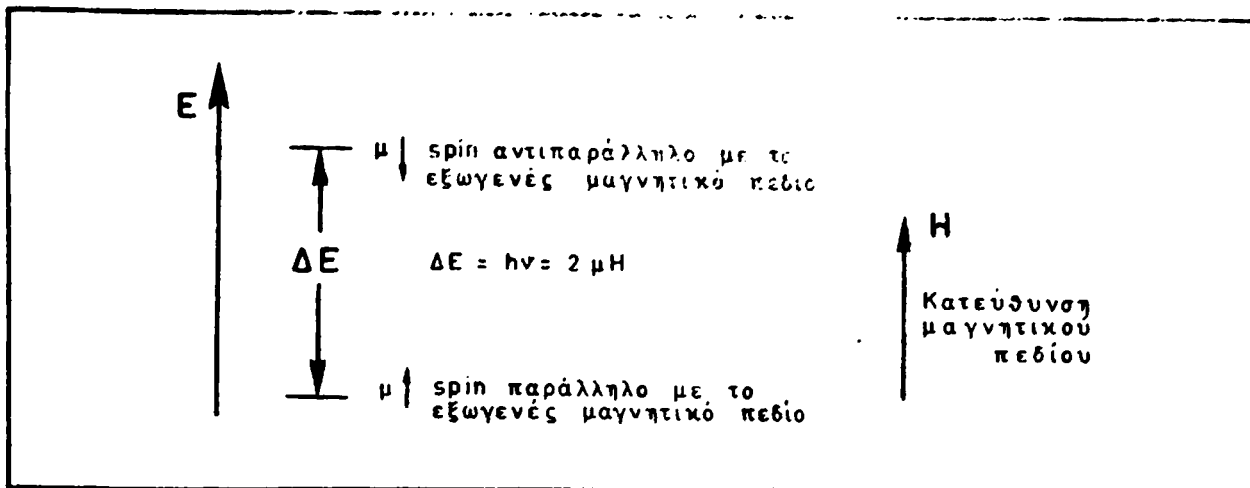 E
μ spin αντιπαράλληλο με το
εξωγενές μαγνητικό πεδίο
H
ΔE
ΔE = hν = 2 μH
Κατεύθυνση
μαγνητικού
πεδίου
μ spin παράλληλο με το
εξωγενές μαγνητικό πεδίο